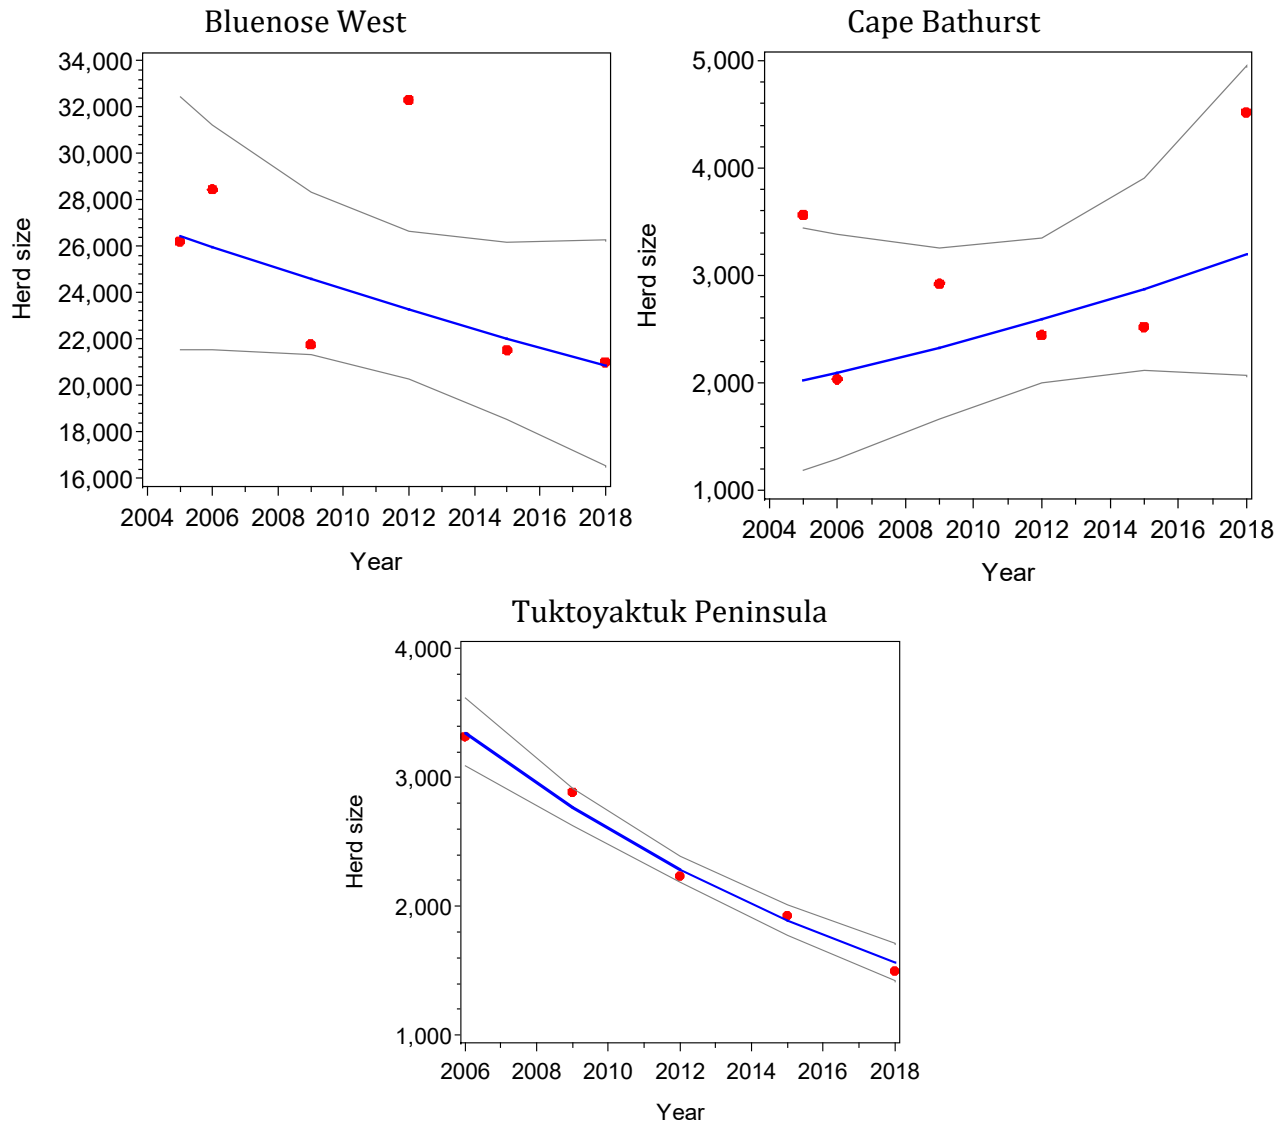 Bluenose West
34,000
32,000
30,000
28,000
26,000
24,000
22,000
20,000
18,000
16,000
Herd size
2004 2006 2008 2010 2012 2014 2016 2018
Year
Cape Bathurst
5,000
4,000
3,000
2,000
1,000
Herd size
2004 2006 2008 2010 2012 2014 2016 2018
Year
Tuktoyaktuk Peninsula
4,000
3,000
2,000
1,000
Herd size
2006 2008 2010 2012 2014 2016 2018
Year